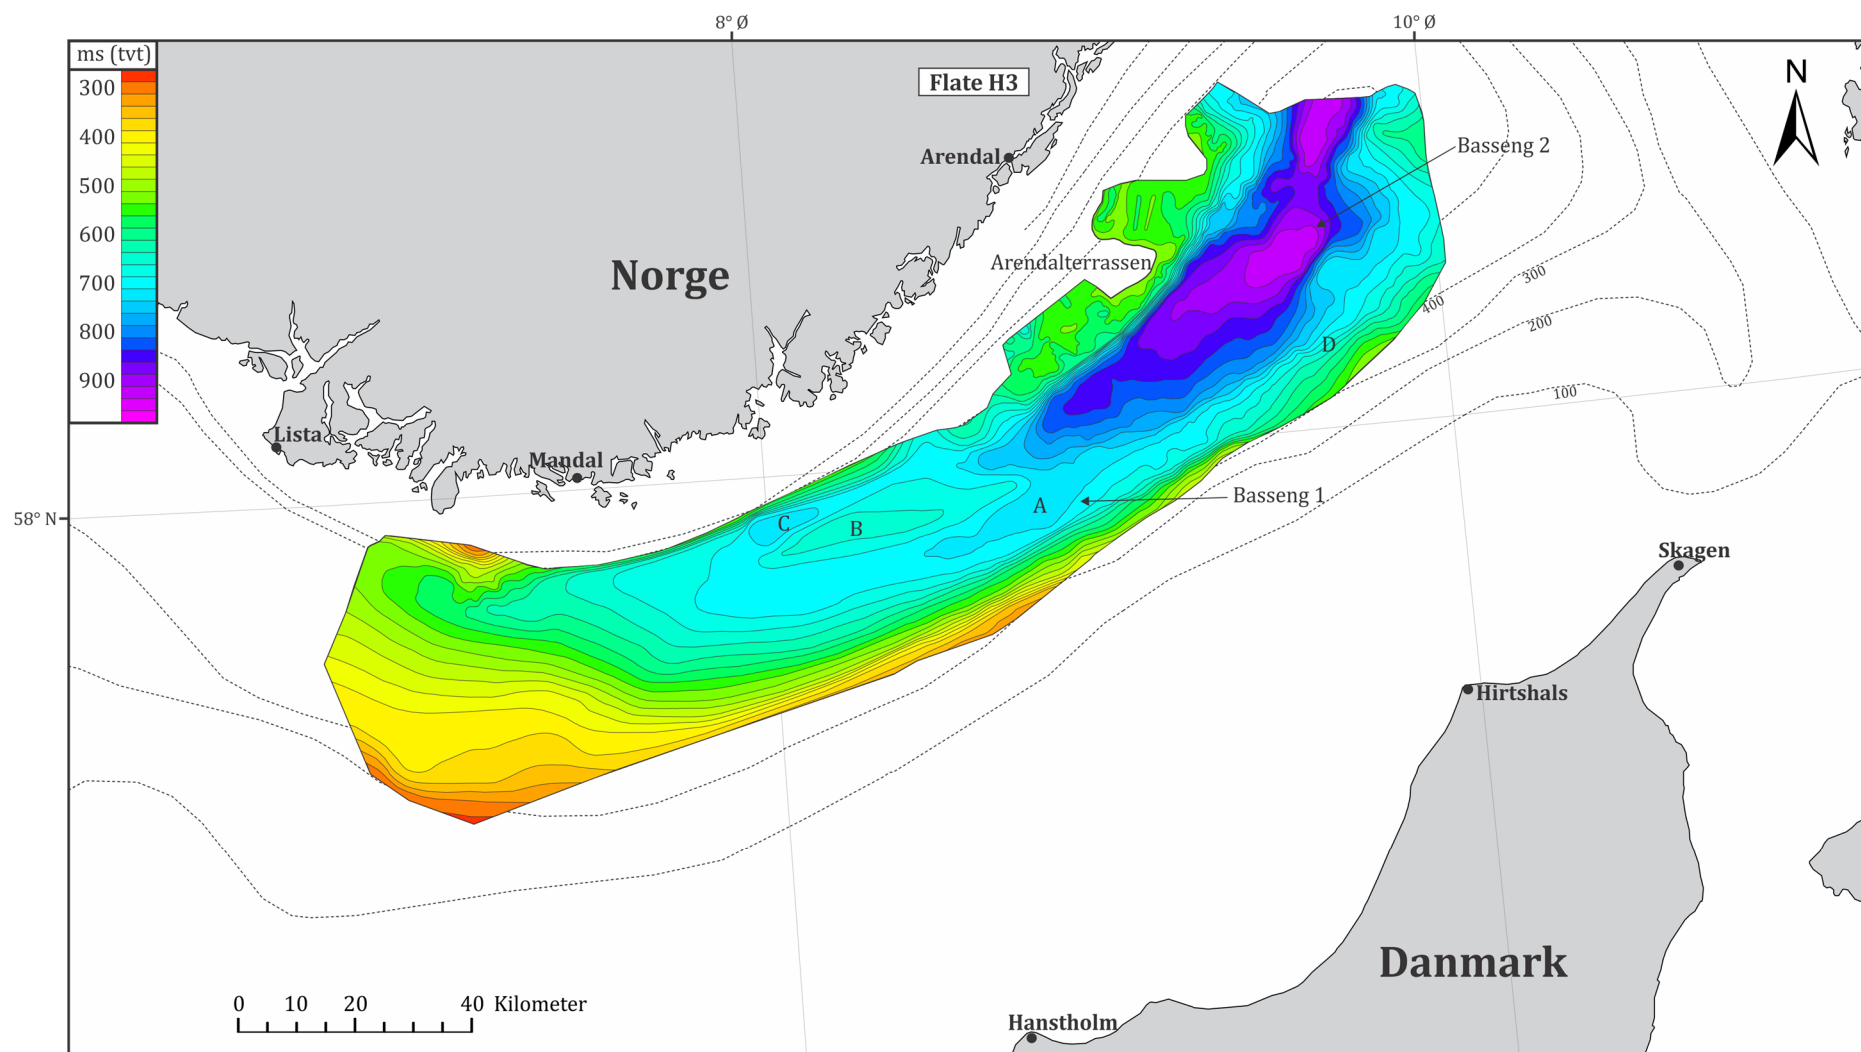 8° Ø
10° Ø
ms (tvt)
300
400
500
600
700
800
900
Flate H3
N
Arendal
Basseng 2
Norge
Arendalterrassen
300
400
200
D
100
Lista
Mandal
Basseng 1
A
C
B
58° N
Skagen
Hirtshals
Danmark
0 10 20 40 Kilometer
Hanstholm